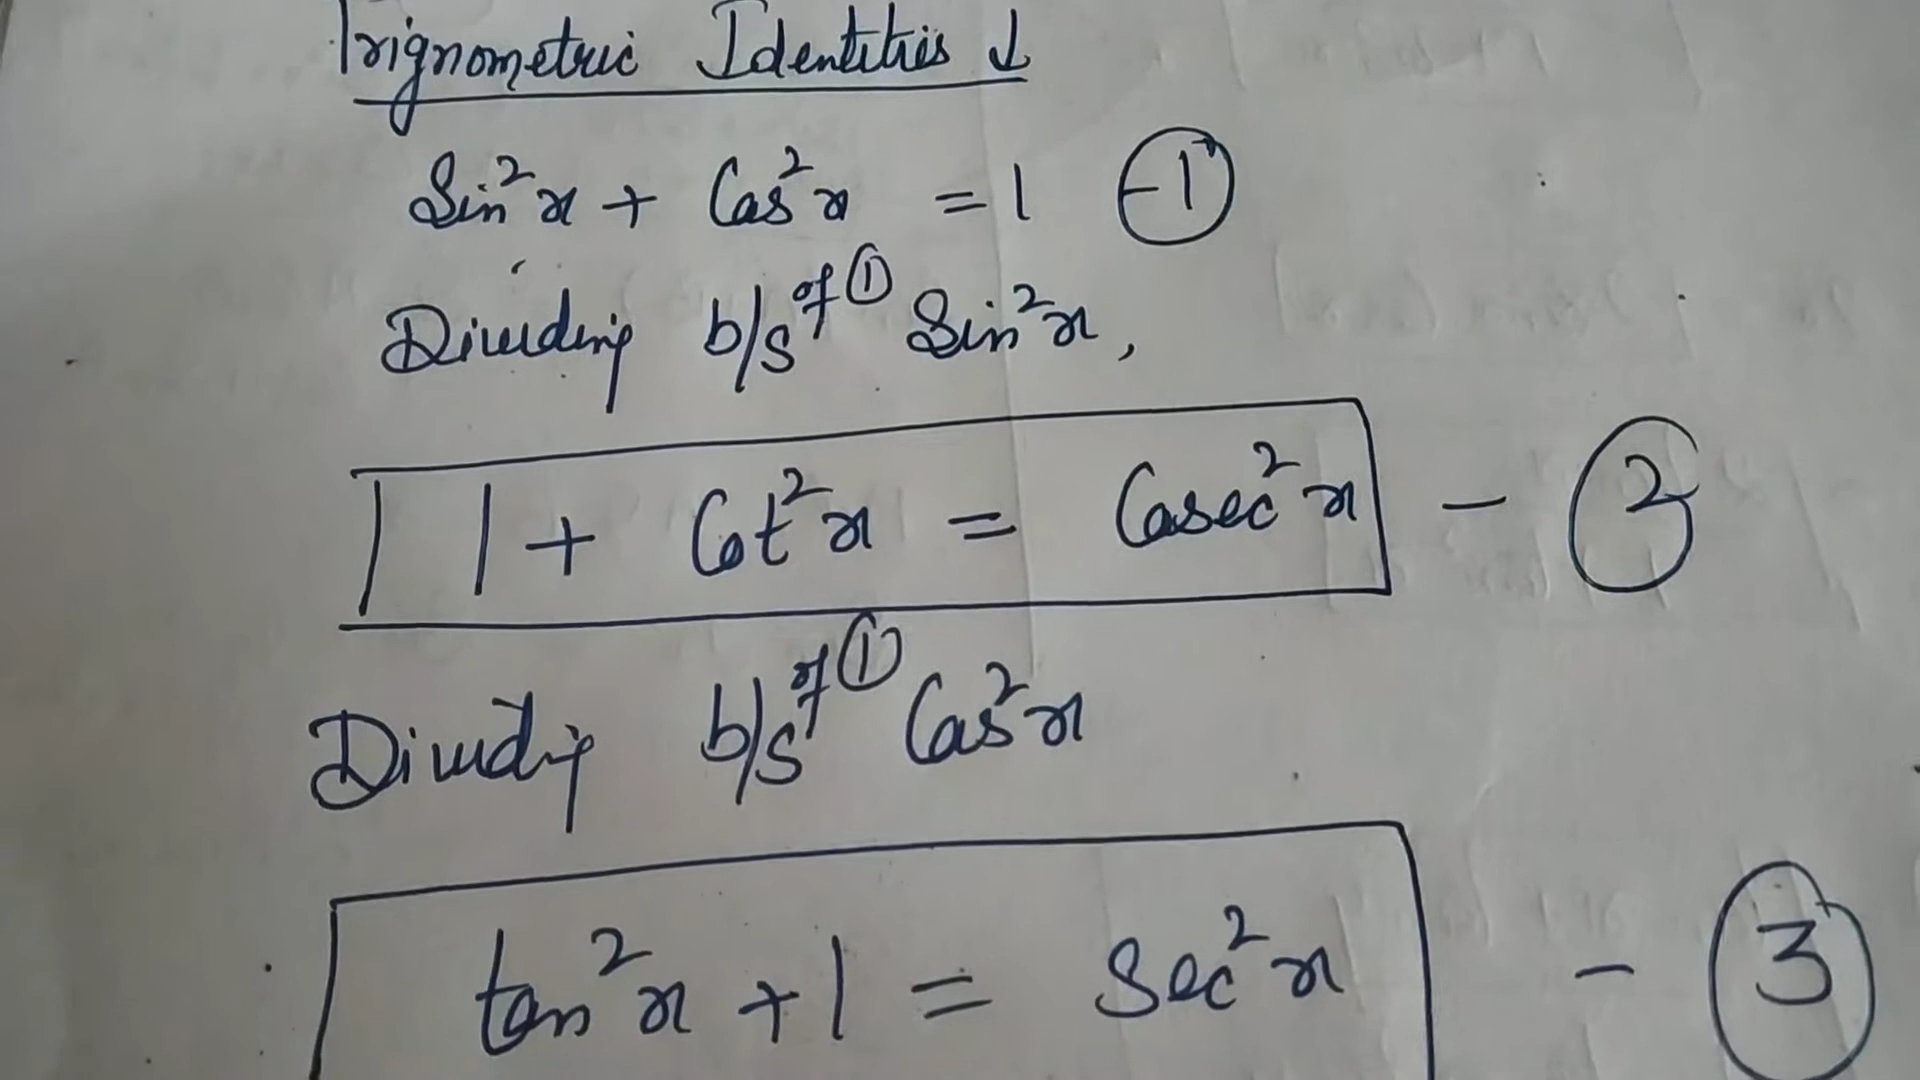 Trignometric Identitis ↓
Sin²x + Cos²x = 1 -1
Dividing b/s of ① Sin²x,
1 + Cot²x = Cosec²x - ②
Dividing b/s of ① Cos²x
tan²x + 1 = Sec²x - ③